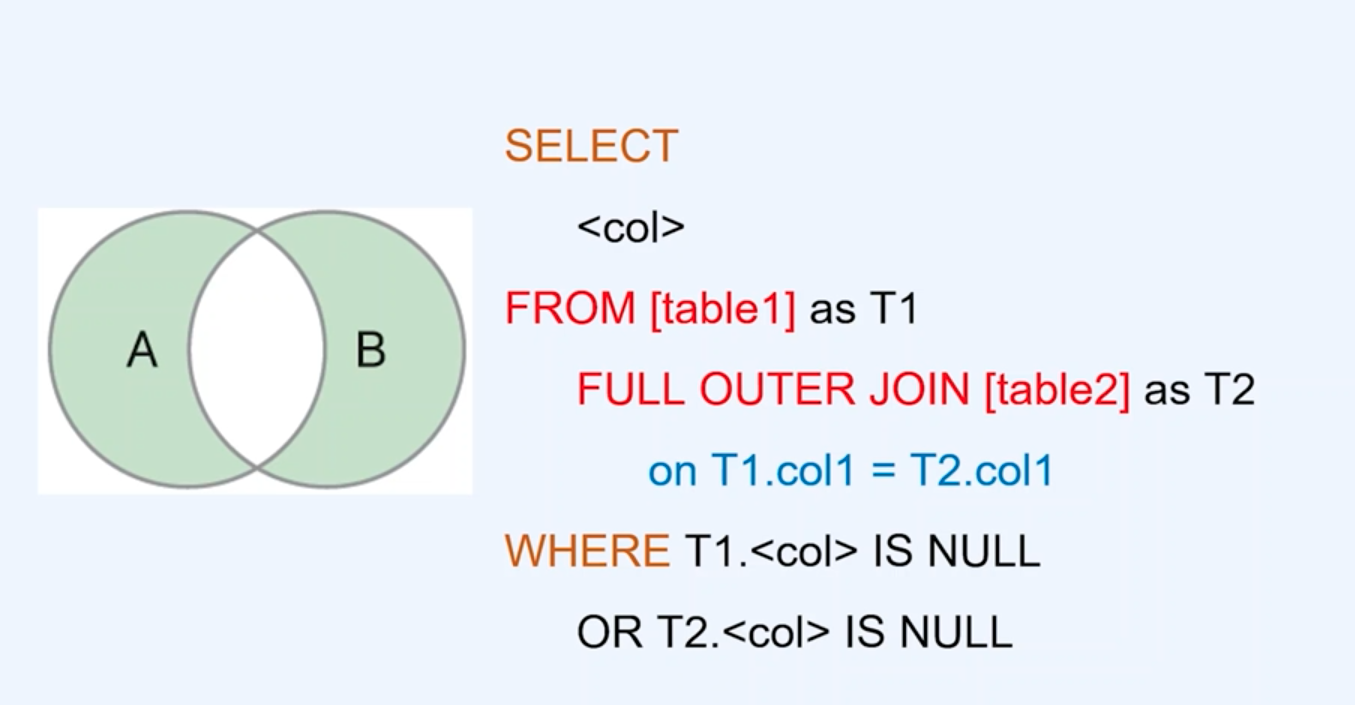 A
B
SELECT
<col>
FROM [table1] as T1
FULL OUTER JOIN [table2] as T2
on T1.col1 = T2.col1
WHERE T1.<col> IS NULL
OR T2.<col> IS NULL